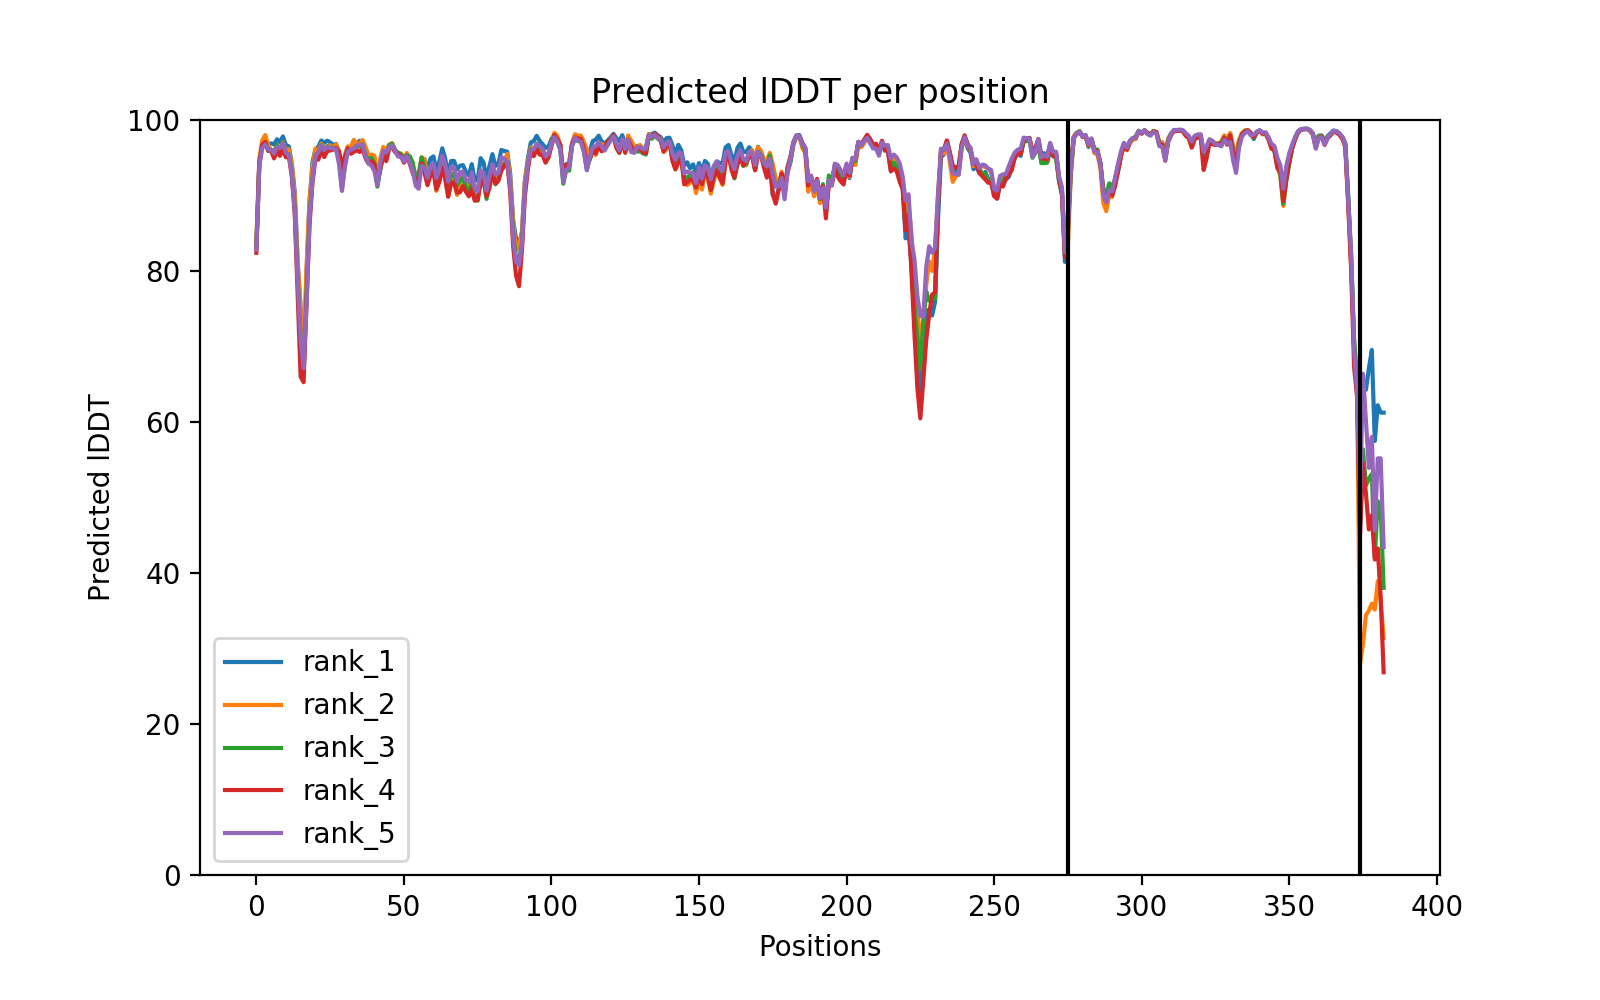 Predicted lDDT per position
100
80
60
40
20
0
Predicted lDDT
rank_1
rank_2
rank_3
rank_4
rank_5
0 50 100 150 200 250 300 350 400
Positions